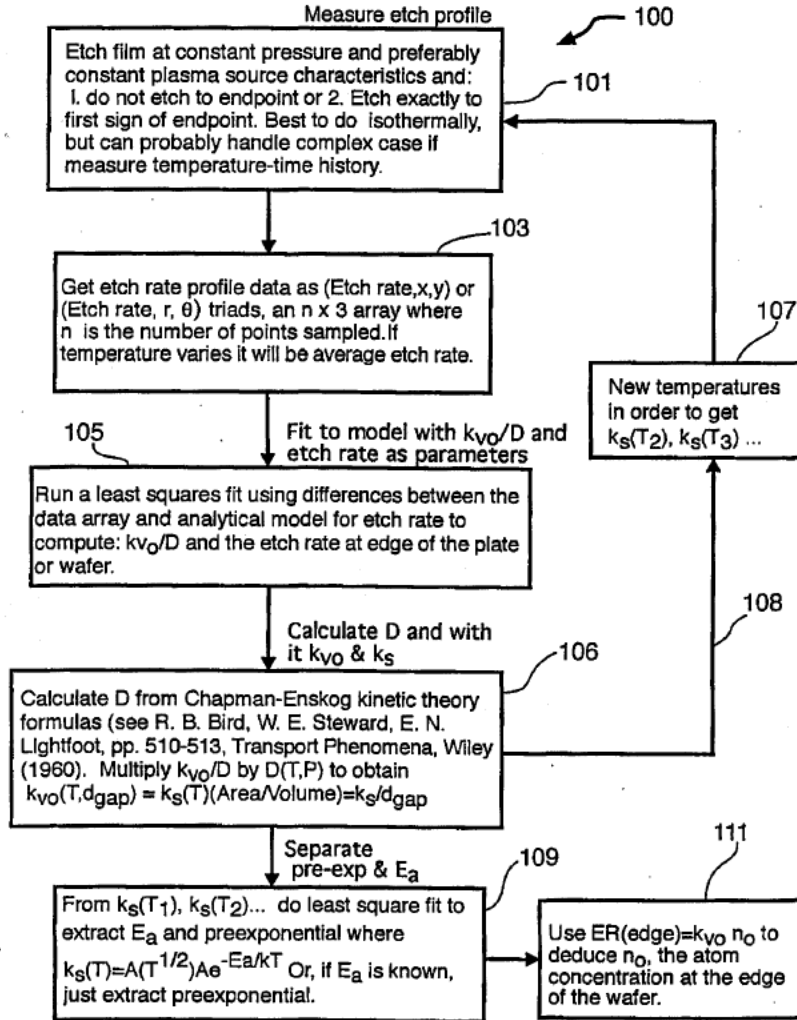 Measure etch profile
100
Etch film at constant pressure and preferably
constant plasma source characteristics and:
1. do not etch to endpoint or 2. Etch exactly to
first sign of endpoint. Best to do isothermally,
but can probably handle complex case if
measure temperature-time history.
101
103
Get etch rate profile data as (Etch rate,x,y) or
(Etch rate, r, θ) triads, an n x 3 array where
n is the number of points sampled.If
temperature varies it will be average etch rate.
107
New temperatures
in order to get
kₛ(T₂), kₛ(T₃) ...
105
Fit to model with kᵥₒ/D and
etch rate as parameters
Run a least squares fit using differences between the
data array and analytical model for etch rate to
compute: kvₒ/D and the etch rate at edge of the plate
or wafer.
108
Calculate D and with
it kᵥₒ & kₛ
106
Calculate D from Chapman-Enskog kinetic theory
formulas (see R. B. Bird, W. E. Steward, E. N.
Lightfoot, pp. 510-513, Transport Phenomena, Wiley
(1960). Multiply kᵥₒ/D by D(T,P) to obtain
kᵥₒ(T,d_gap) = kₛ(T)(Area/Volume)=kₛ/d_gap
Separate
pre-exp & Eₐ
109
111
From kₛ(T₁), kₛ(T₂)... do least square fit to
extract Eₐ and preexponential where
kₛ(T)=A(T^1/2)Ae^-Ea/kT Or, if Eₐ is known,
just extract preexponential.
Use ER(edge)=kᵥₒ nₒ to
deduce nₒ, the atom
concentration at the edge
of the wafer.